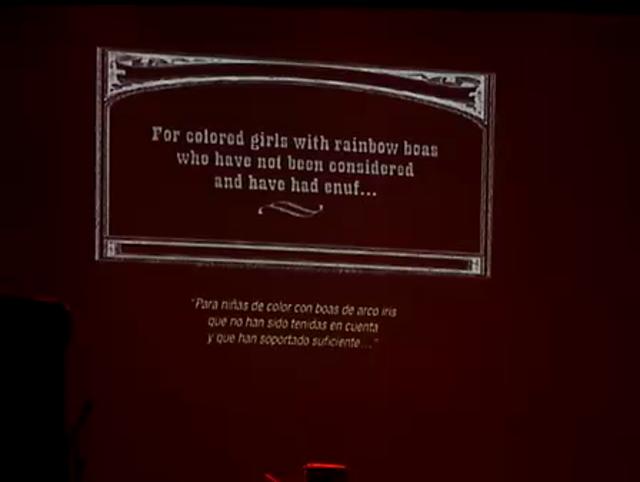 For colored girls with rainbow boas
who have not been considered
and have had enuf...
"Para niñas de color con boas de arco iris
que no han sido tenidas en cuenta
y que han soportado suficiente..."